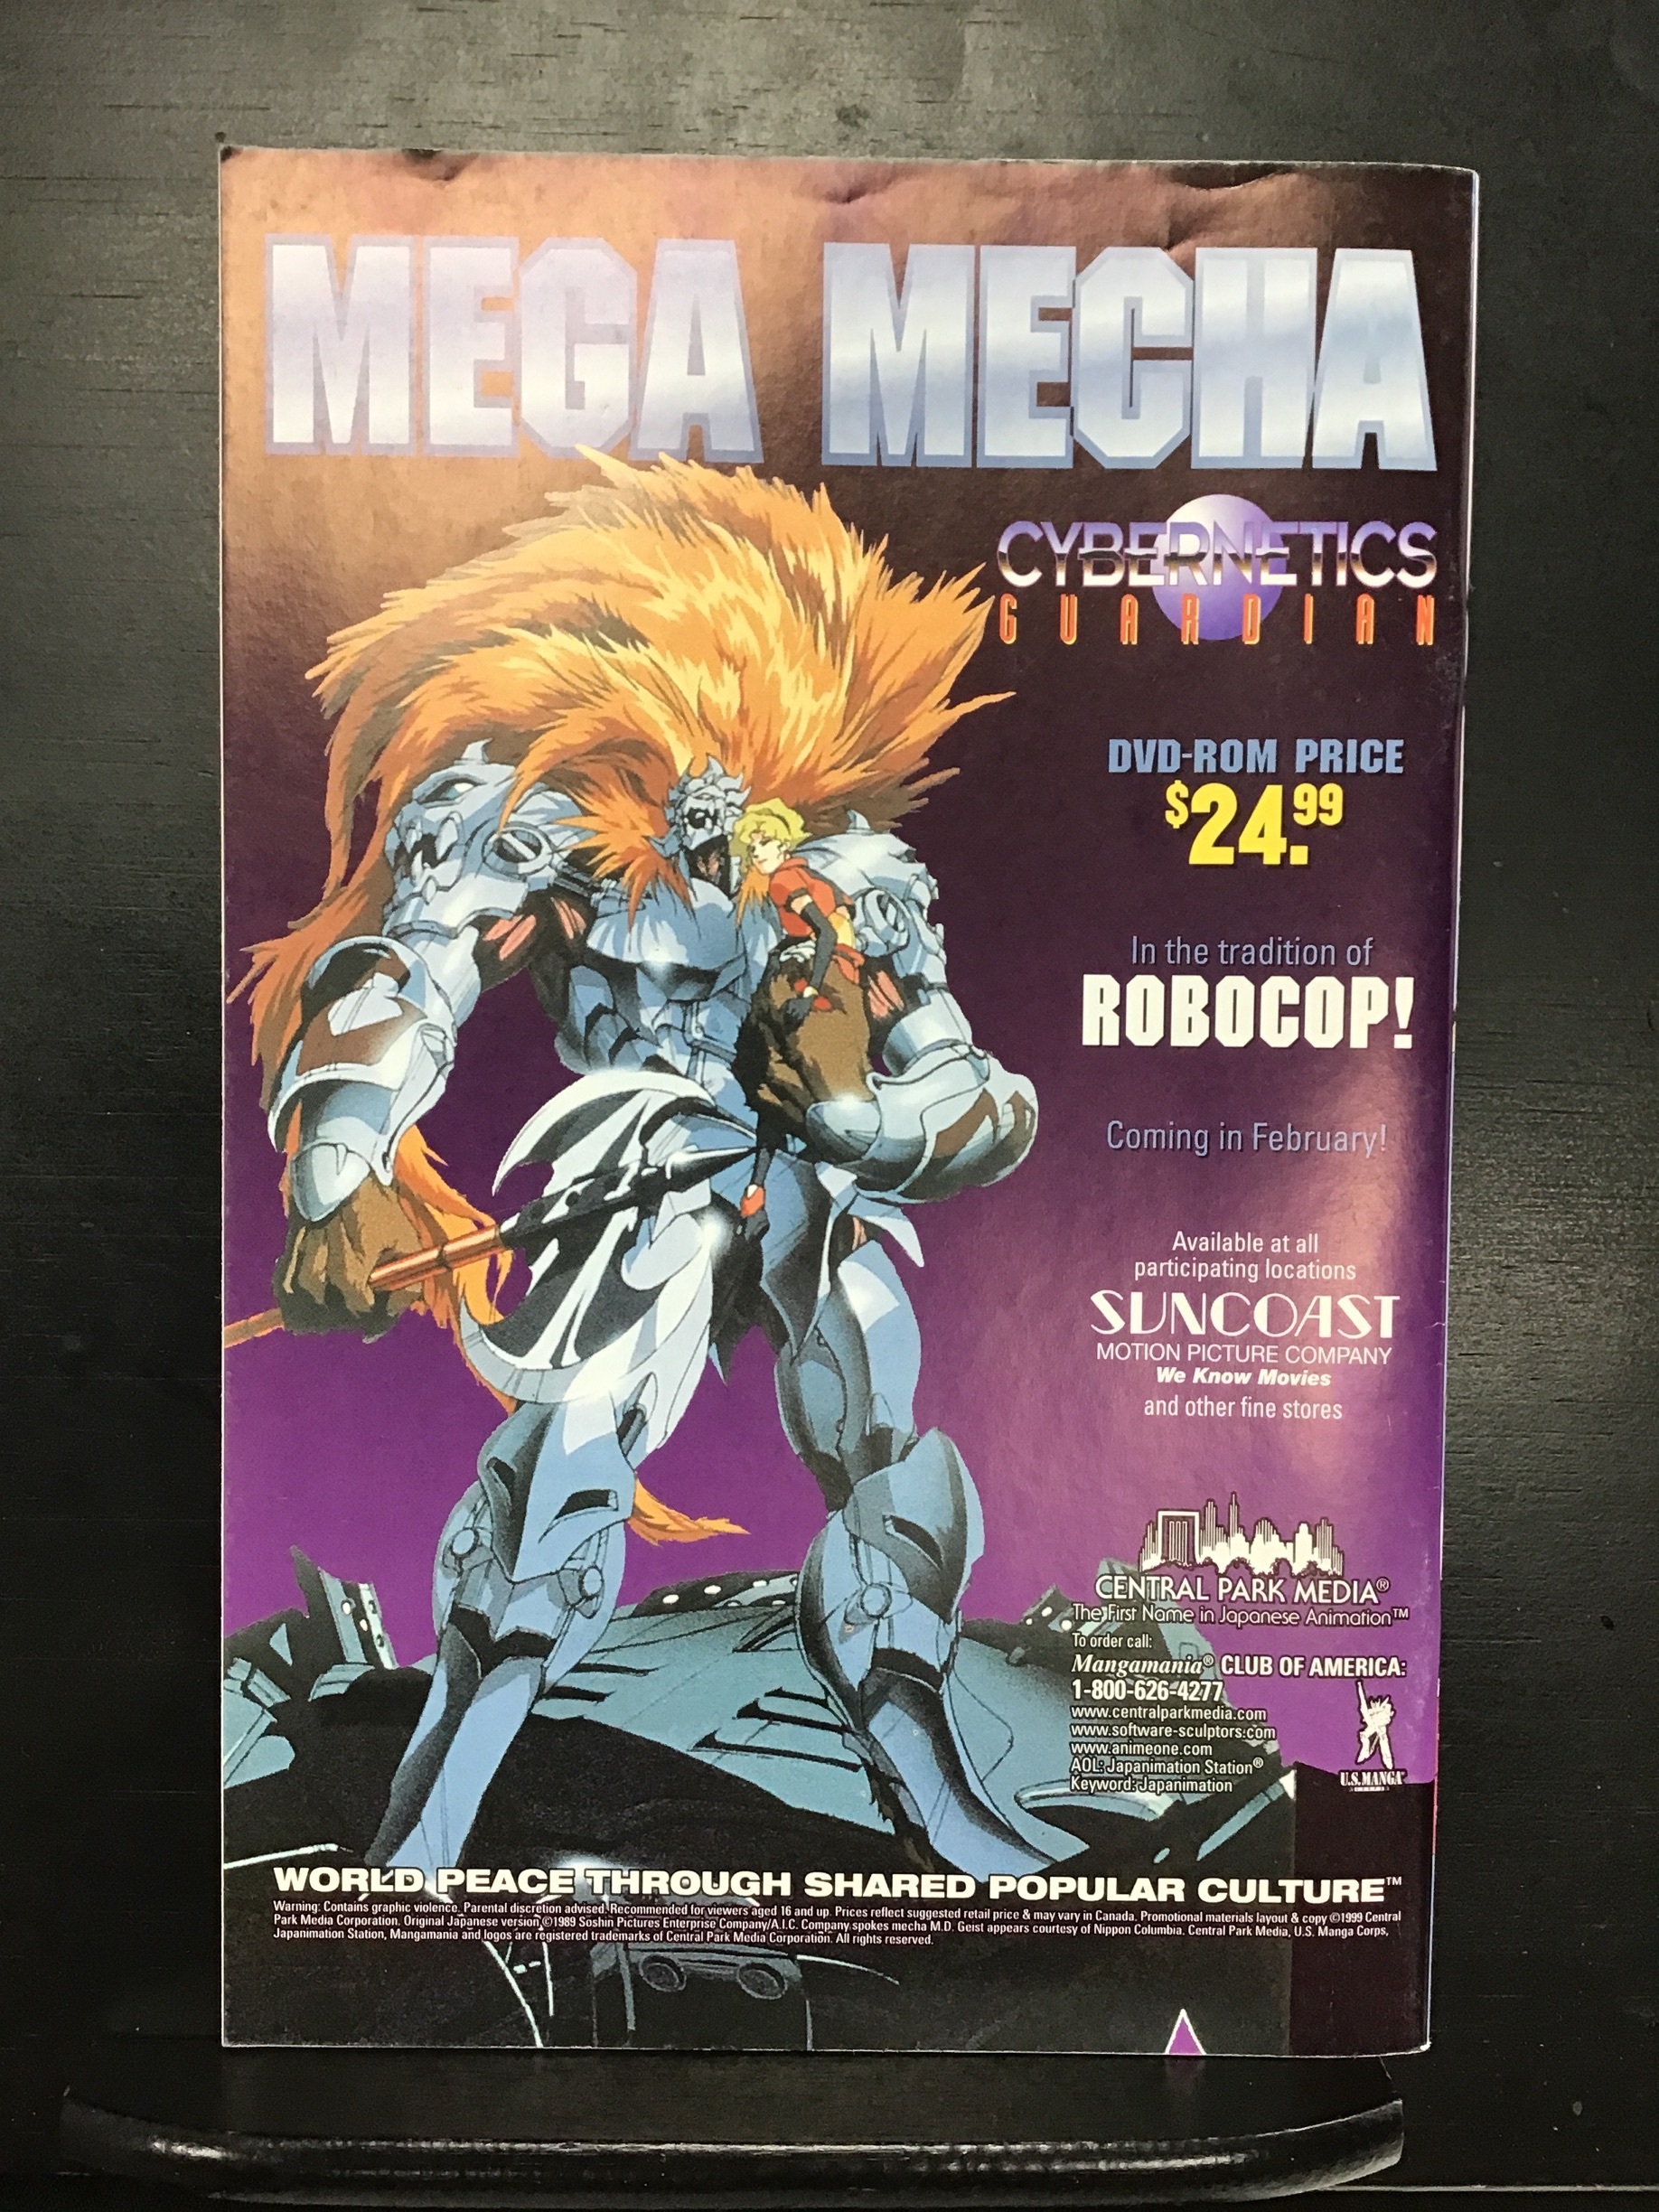 MEGA MECHA
CYBERNETICS
GUARDIAN
DVD-ROM PRICE
$24.99
In the tradition of
ROBOCOP!
Coming in February!
Available at all
participating locations
SUNCOAST
MOTION PICTURE COMPANY
We Know Movies
and other fine stores
CENTRAL PARK MEDIA®
The First Name in Japanese Animation™
To order call:
Mangamania® CLUB OF AMERICA:
1-800-626-4277
www.centralparkmedia.com
www.software-sculptors.com
www.animeone.com
AOL: Japanimation Station®
Keyword: Japanimation
U.S. MANGA
CORPS
WORLD PEACE THROUGH SHARED POPULAR CULTURE™
Warning: Contains graphic violence. Parental discretion advised. Recommended for viewers aged 16 and up. Prices reflect suggested retail price & may vary in Canada. Promotional materials layout & copy ©1999 Central
Park Media Corporation. Original Japanese version ©1989 Soshin Pictures Enterprise Company/A.I.C. Company spokes mecha M.D. Geist appears courtesy of Nippon Columbia. Central Park Media, U.S. Manga Corps,
Japanimation Station, Mangamania and logos are registered trademarks of Central Park Media Corporation. All rights reserved.